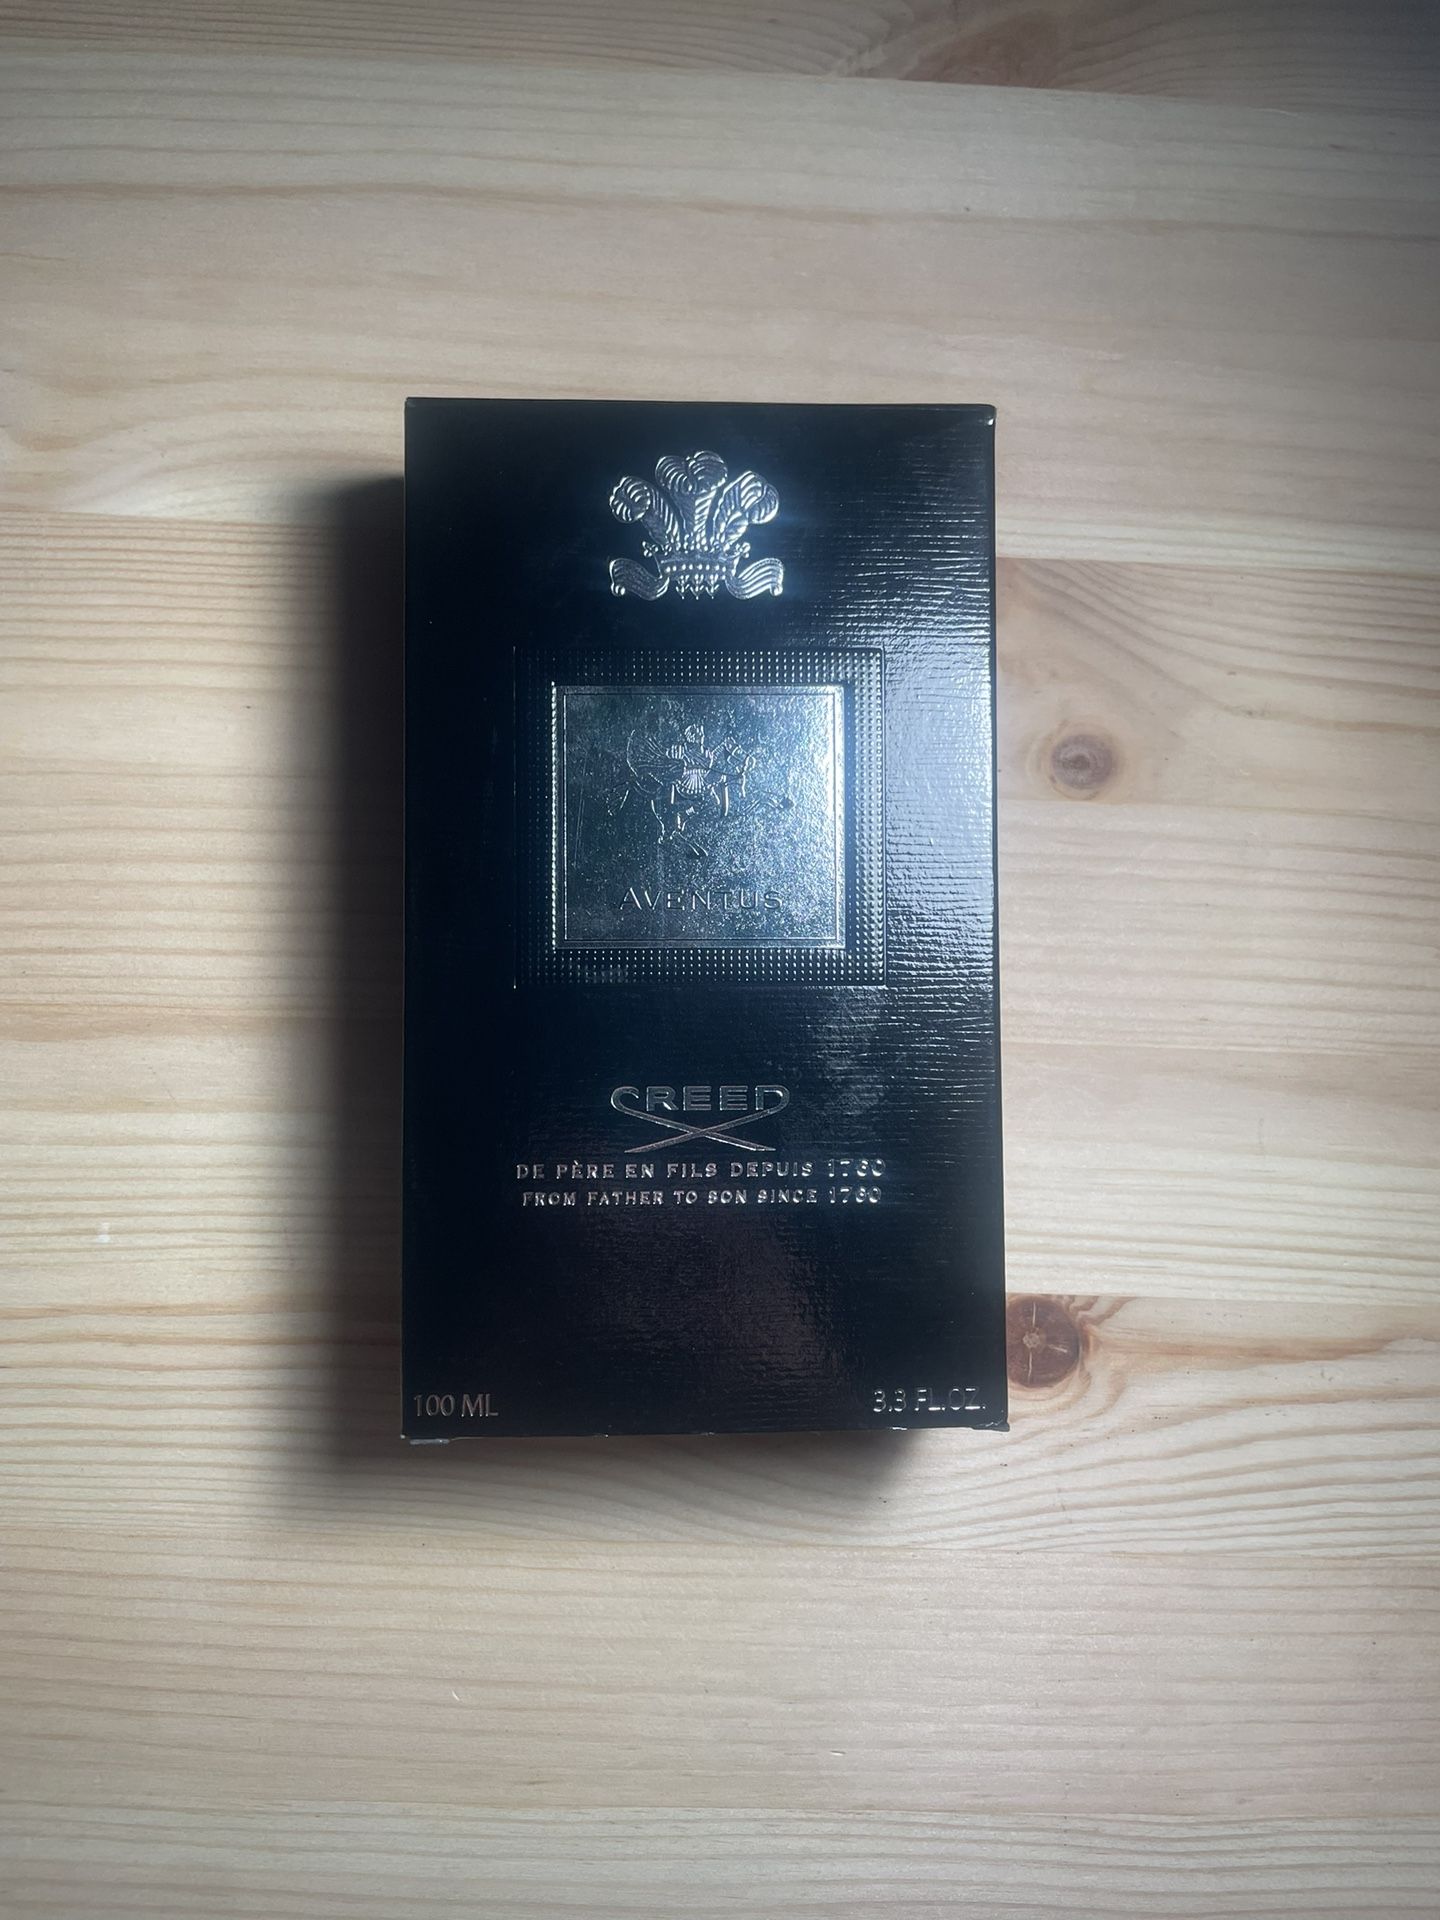 AVENTUS
CREED
DE PÈRE EN FILS DEPUIS 1760
FROM FATHER TO SON SINCE 1760
100 ML
3.3 FL.OZ.